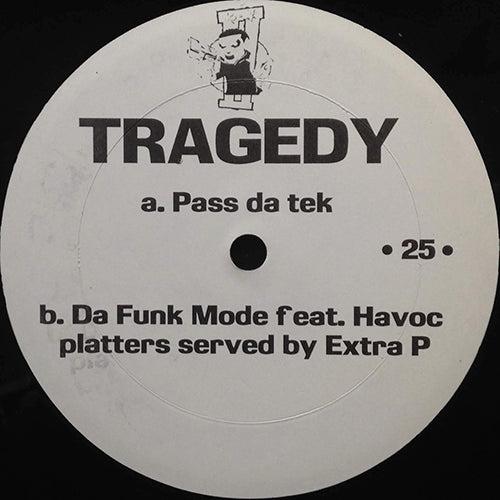 TRAGEDY
a. Pass da tek
• 25 •
b. Da Funk Mode feat. Havoc
platters served by Extra P